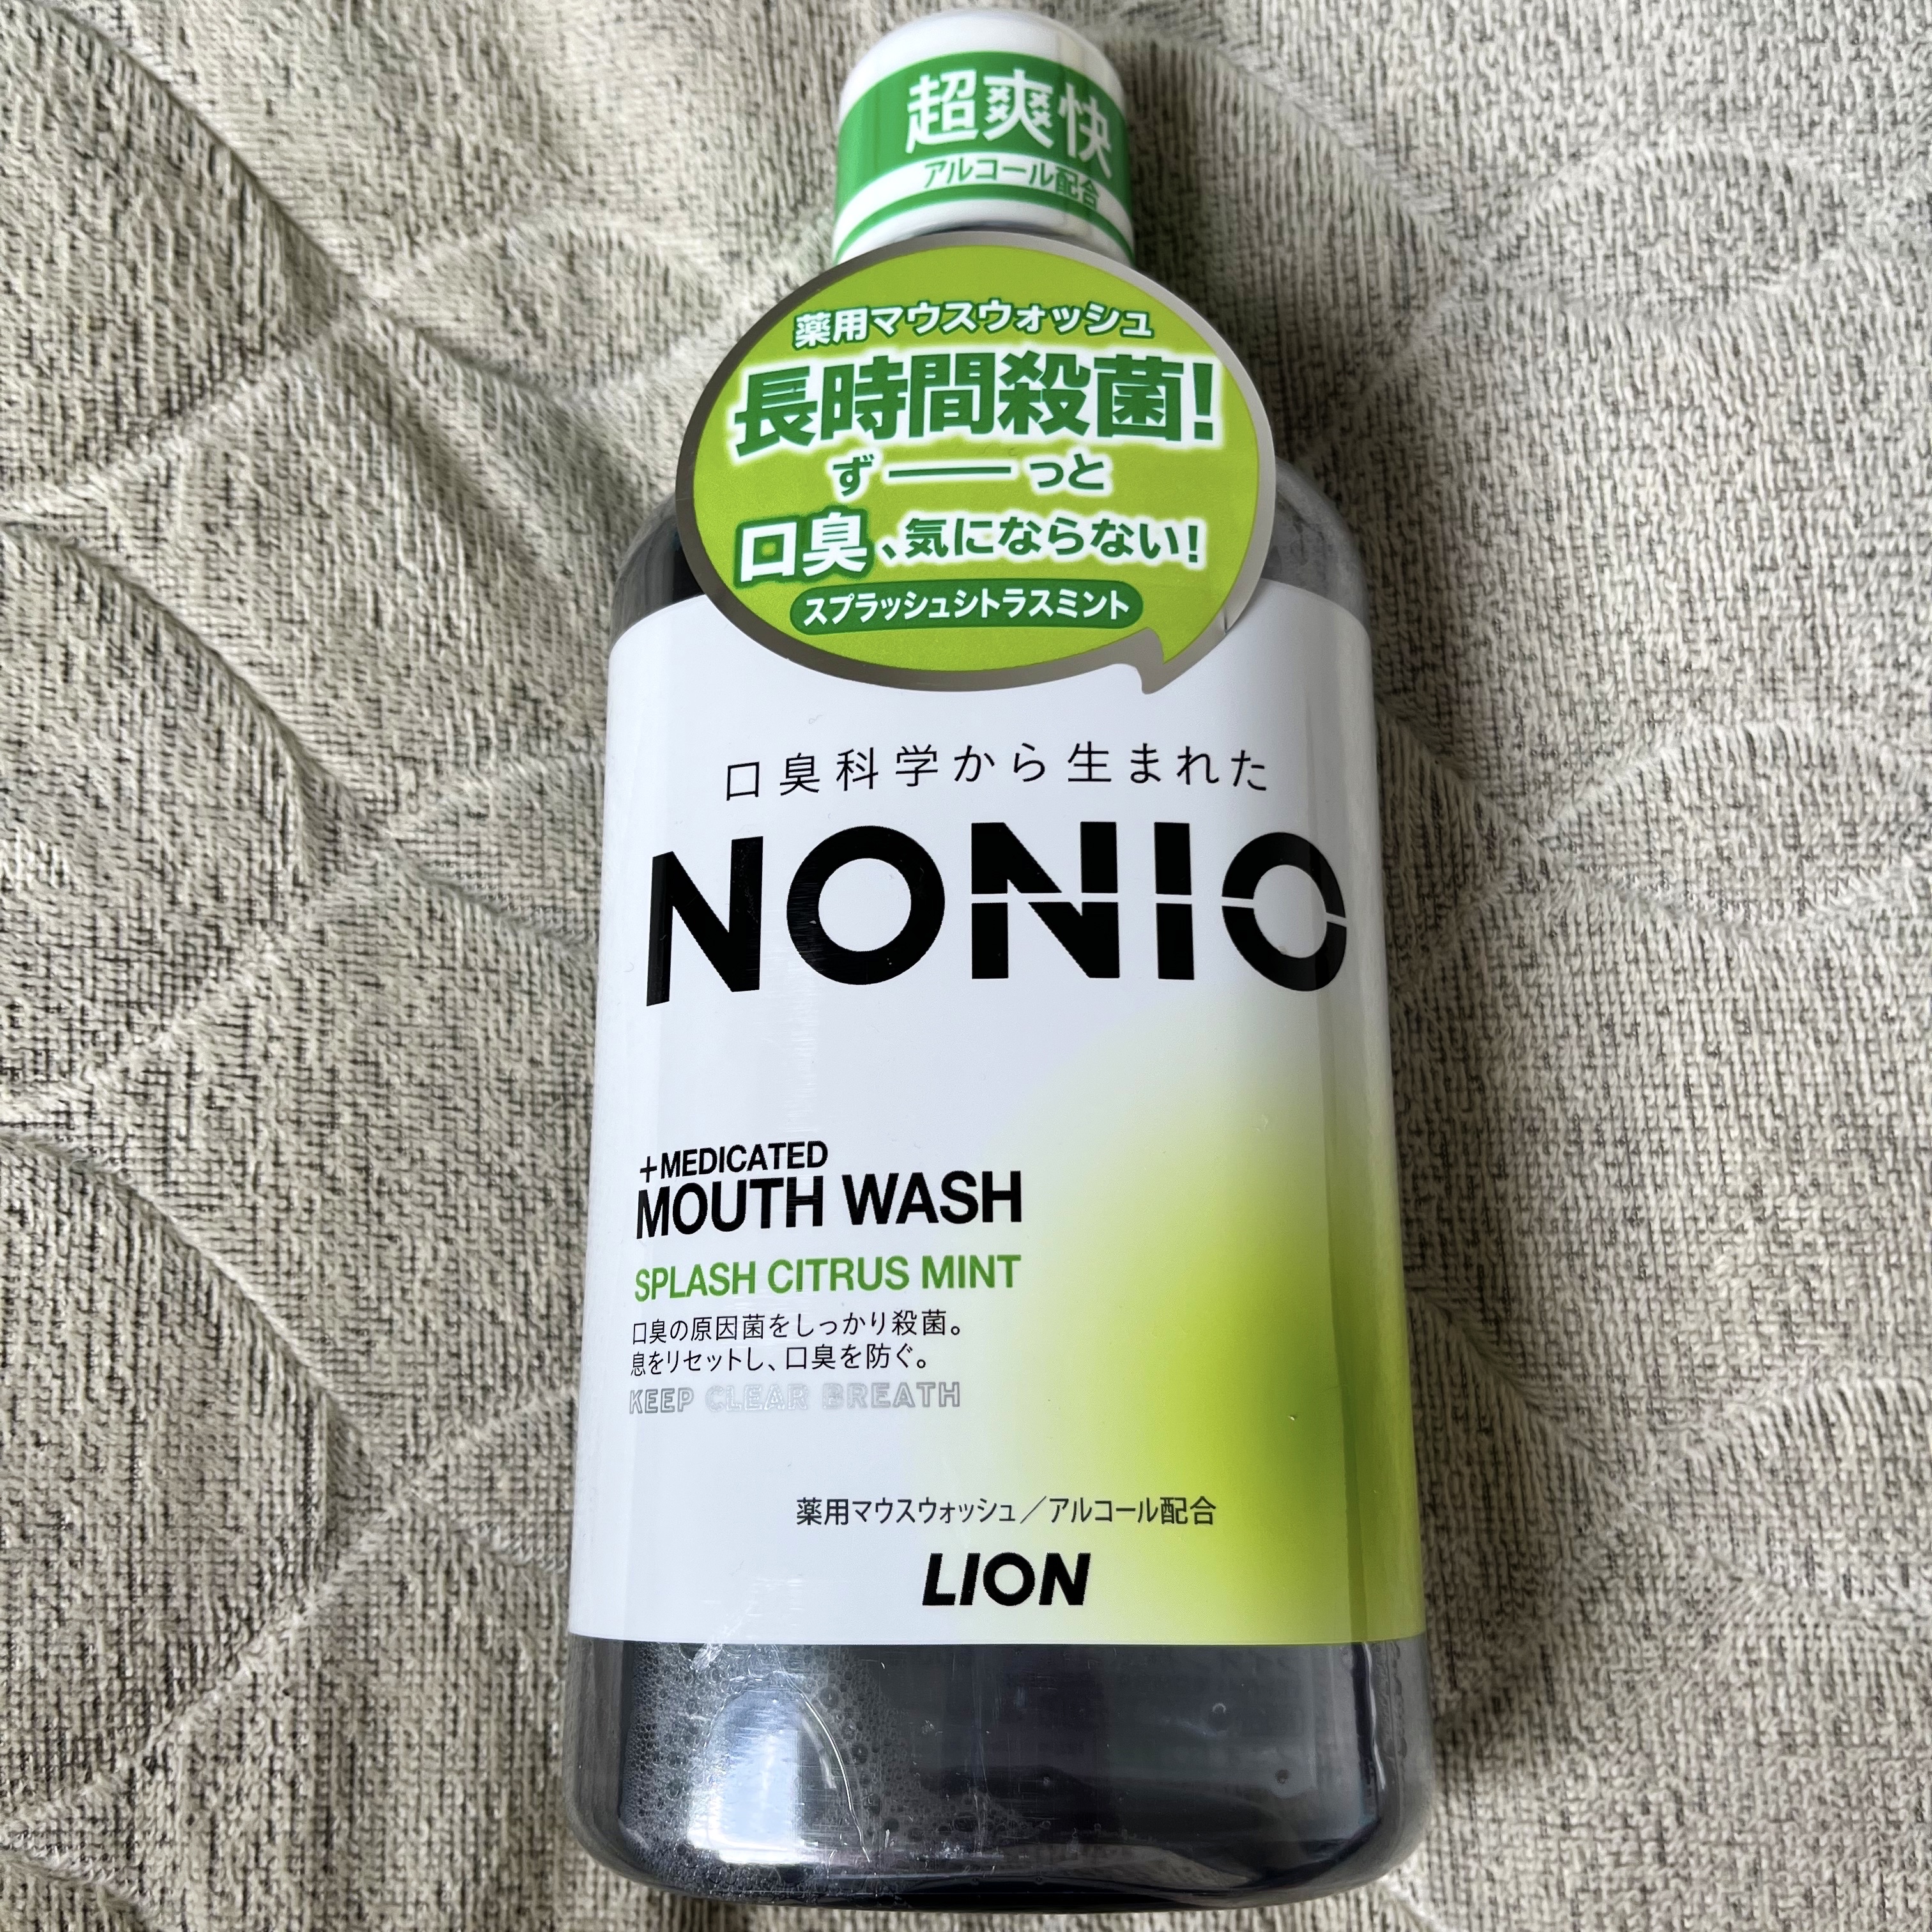 超爽快
アルコール配合
薬用マウスウォッシュ
長時間殺菌!
ず──っと
口臭、気にならない!
スプラッシュシトラスミント
口臭科学から生まれた
NONIO
+MEDICATED
MOUTH WASH
SPLASH CITRUS MINT
口臭の原因菌をしっかり殺菌。
息をリセットし、口臭を防ぐ。
KEEP CLEAR BREATH
薬用マウスウォッシュ/アルコール配合
LION